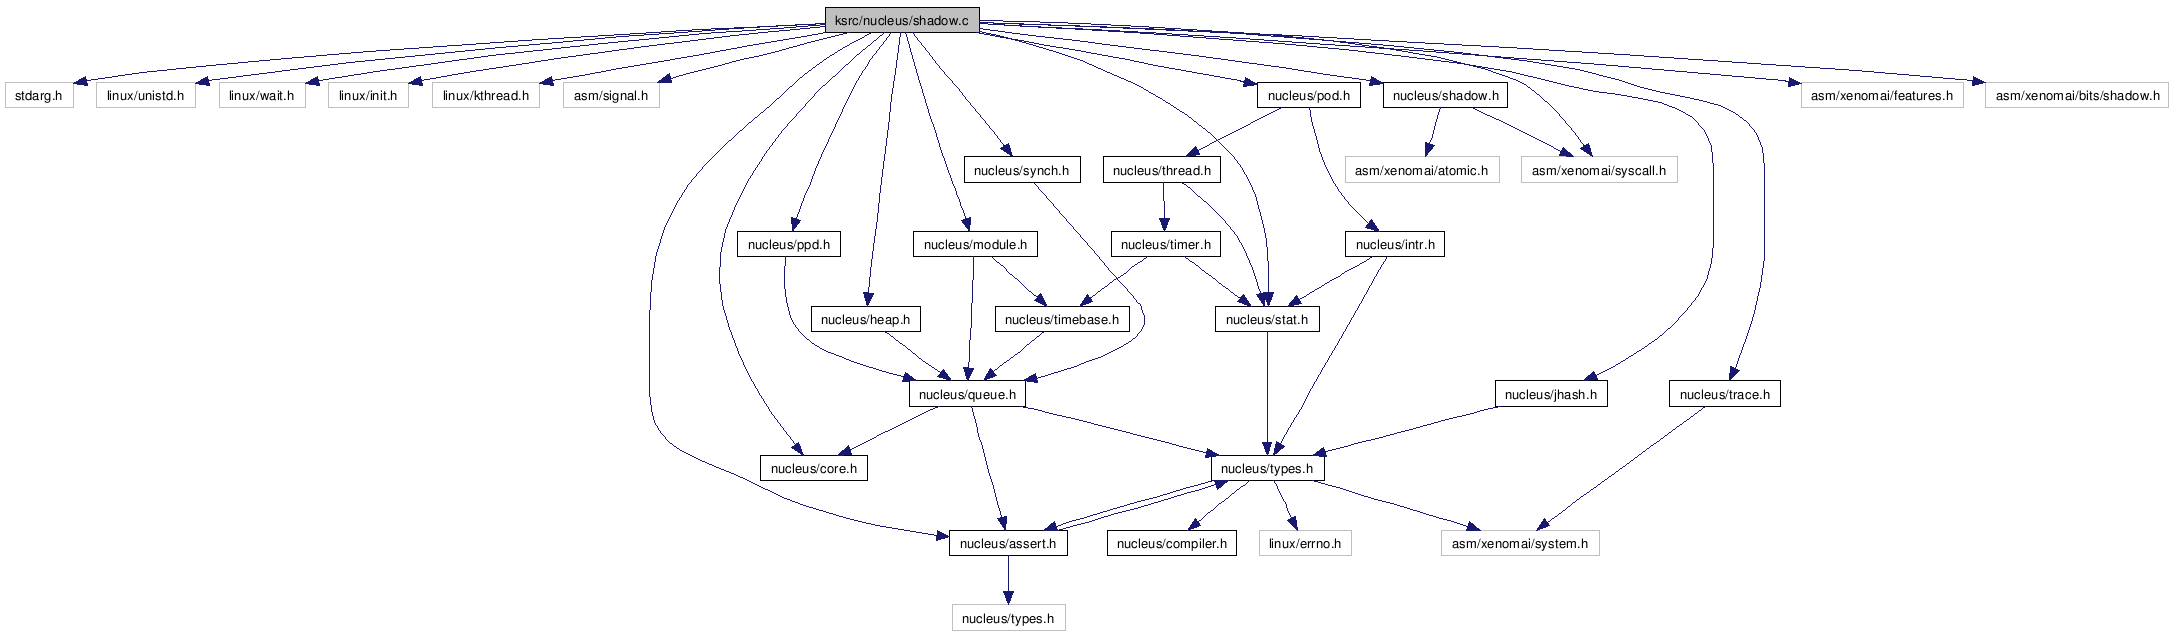 ksrc/nucleus/shadow.c
stdarg.h
linux/unistd.h
linux/wait.h
linux/init.h
linux/kthread.h
asm/signal.h
nucleus/pod.h
nucleus/shadow.h
asm/xenomai/features.h
asm/xenomai/bits/shadow.h
nucleus/synch.h
nucleus/thread.h
asm/xenomai/atomic.h
asm/xenomai/syscall.h
nucleus/ppd.h
nucleus/module.h
nucleus/timer.h
nucleus/intr.h
nucleus/heap.h
nucleus/timebase.h
nucleus/stat.h
nucleus/queue.h
nucleus/jhash.h
nucleus/trace.h
nucleus/core.h
nucleus/types.h
nucleus/assert.h
nucleus/compiler.h
linux/errno.h
asm/xenomai/system.h
nucleus/types.h